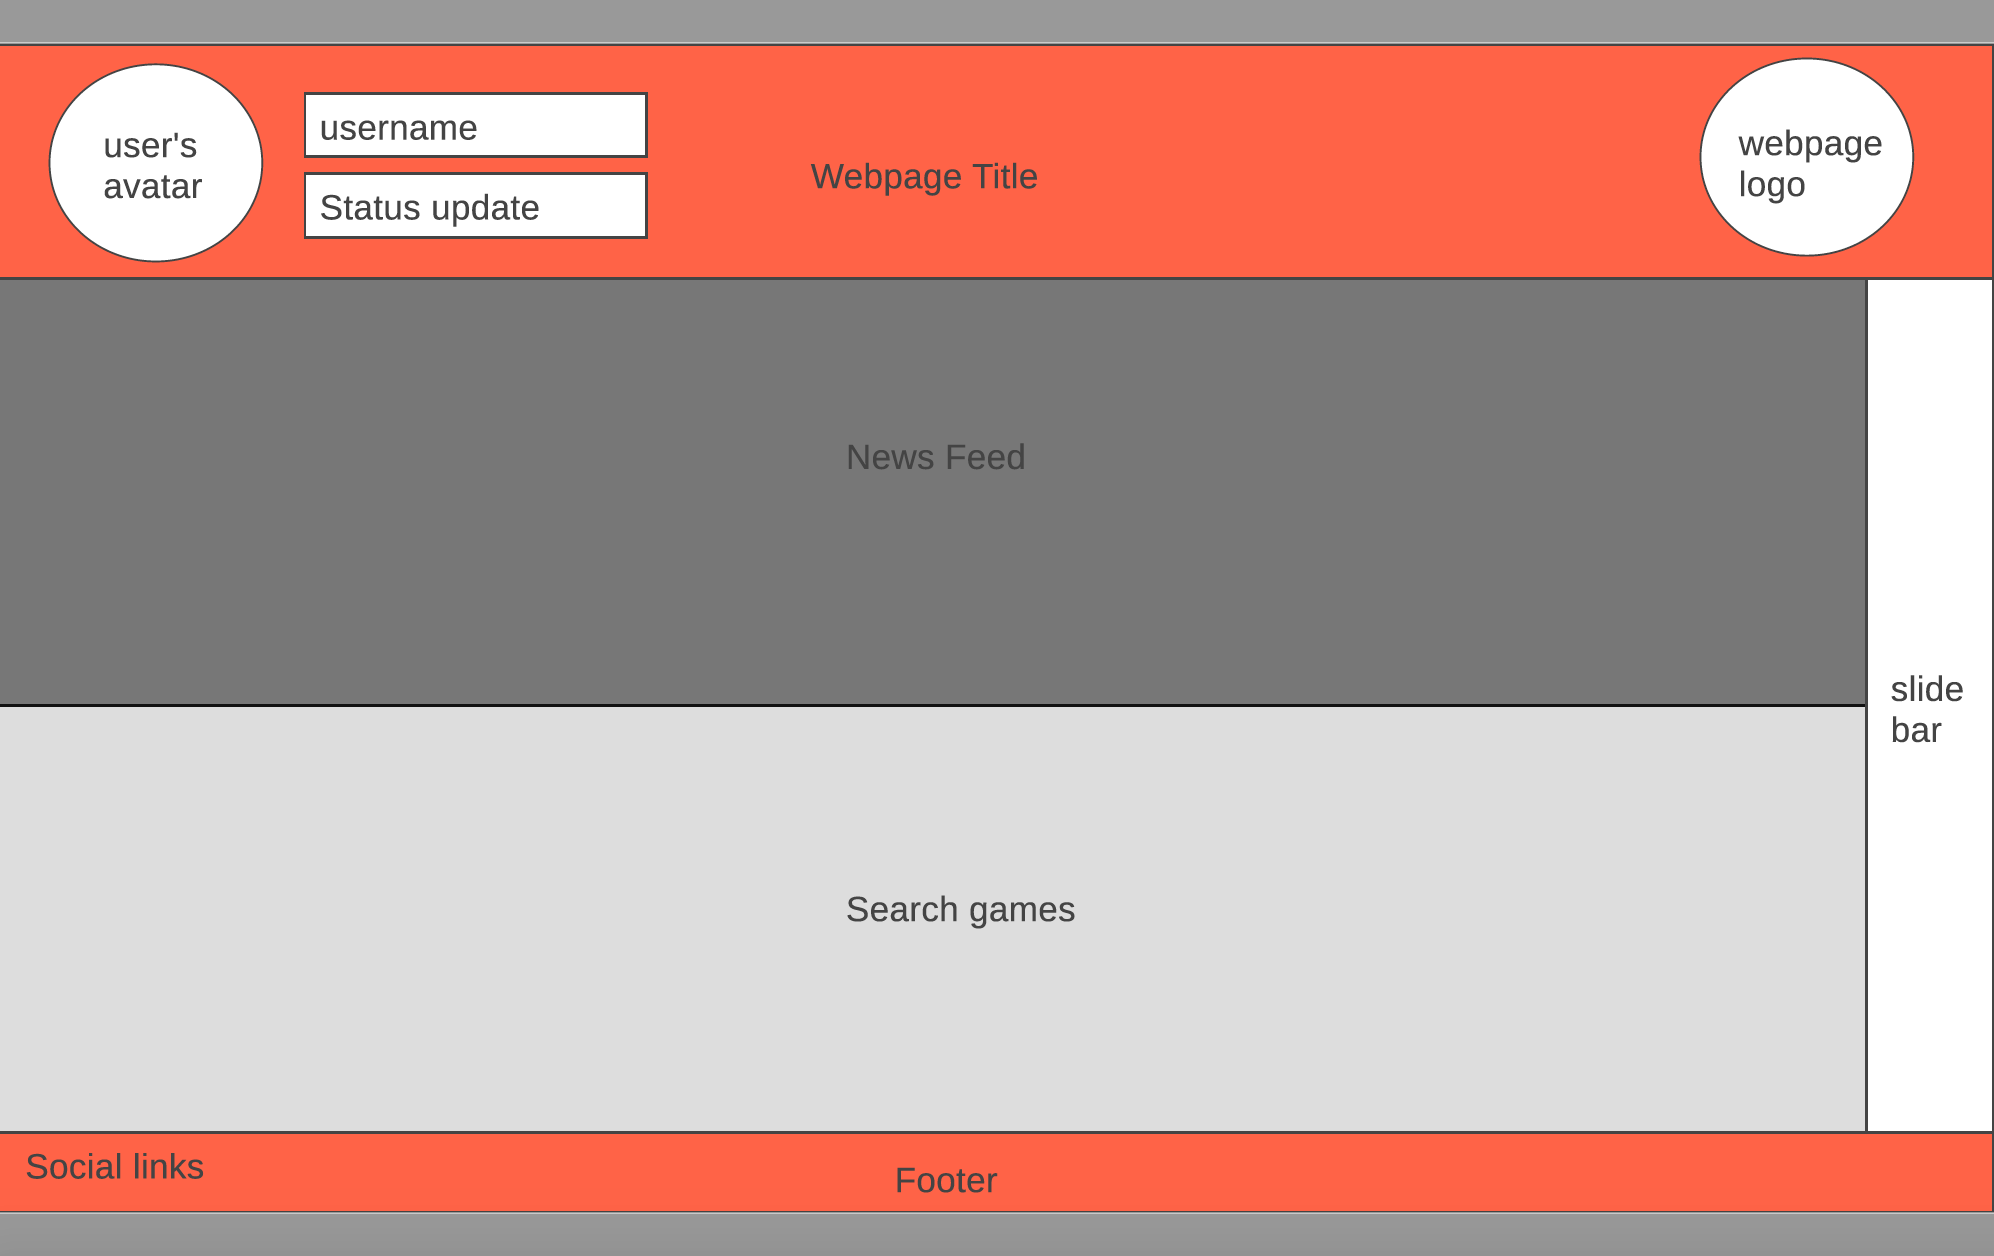 user's
avatar
username
Status update
Webpage Title
webpage
logo
News Feed
slide
bar
Search games
Social links
Footer